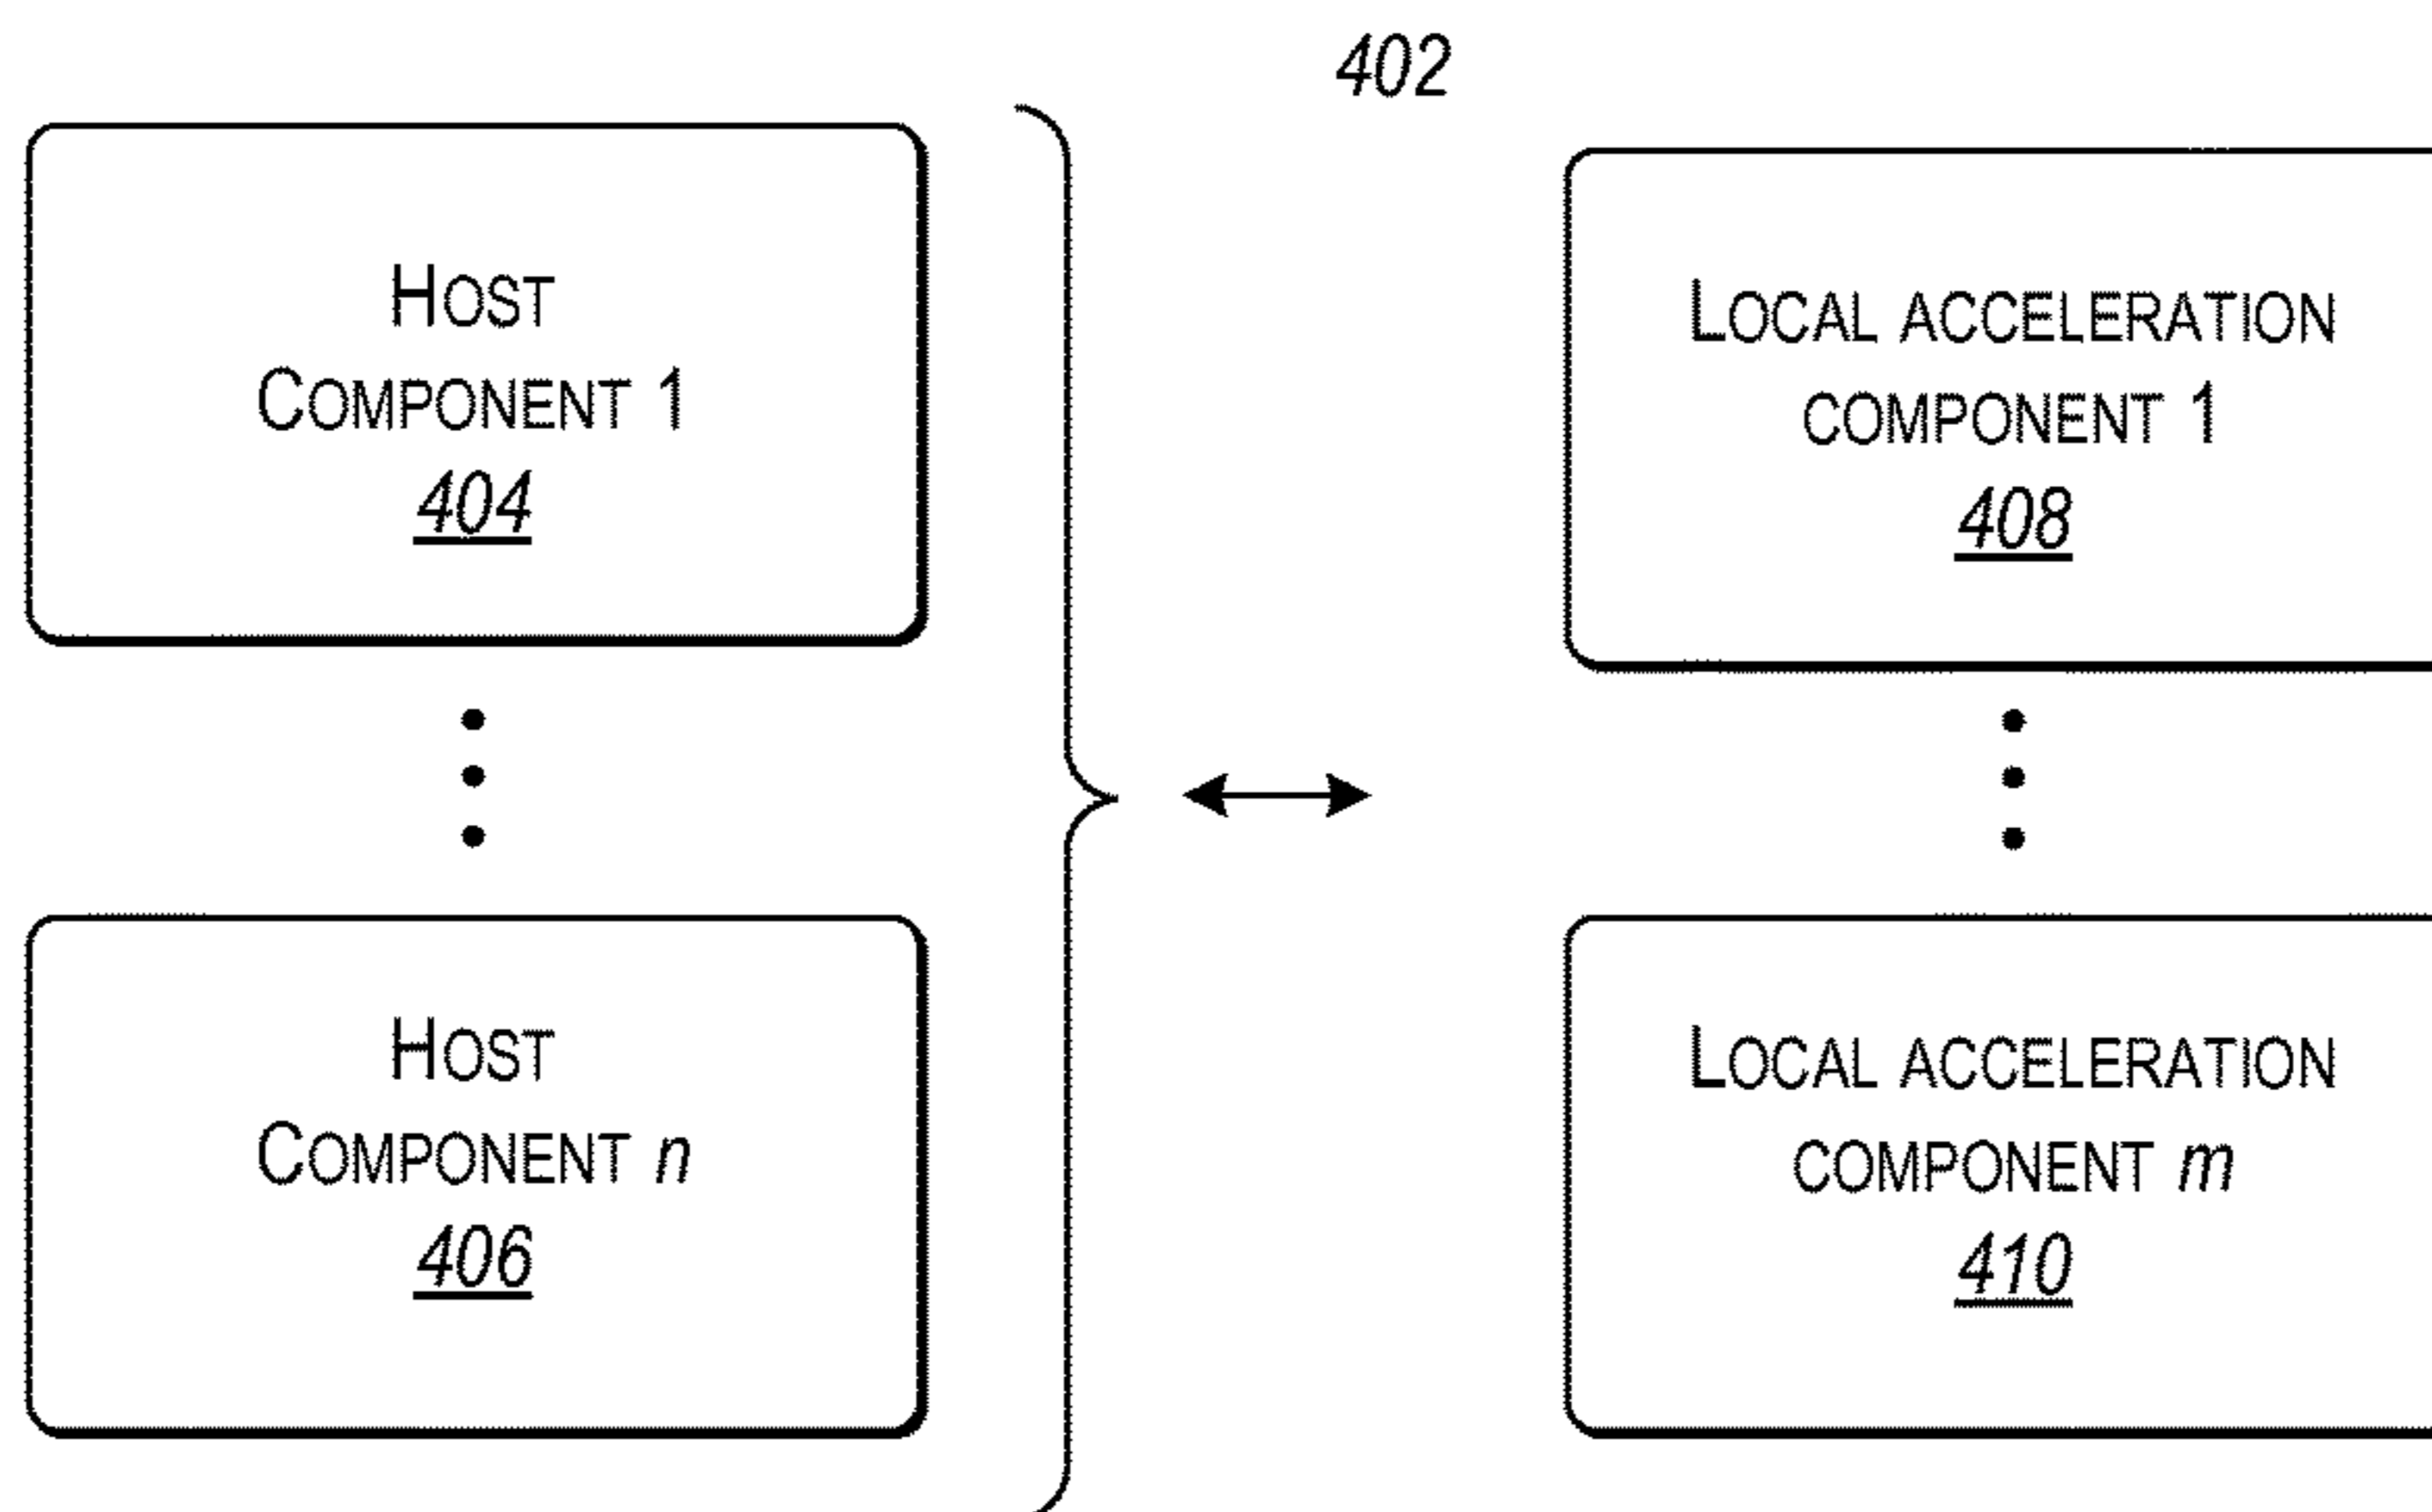 402
Host
Component 1
404
Local acceleration
component 1
408
Host
Component n
406
Local acceleration
component m
410